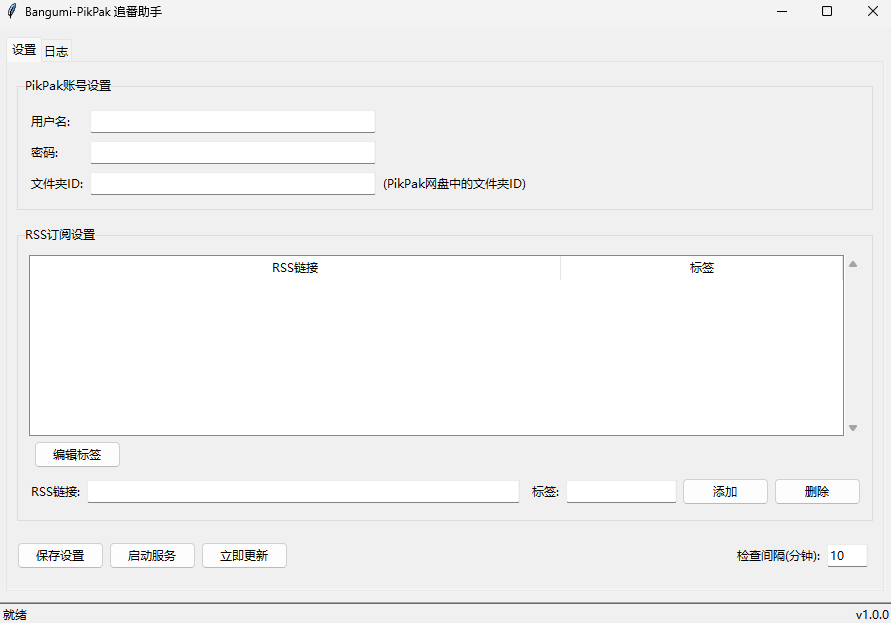 Bangumi-PikPak 追番助手
设置 日志
PikPak账号设置
用户名:
密码:
文件夹ID: (PikPak网盘中的文件夹ID)
RSS订阅设置
RSS链接 标签
编辑标签
RSS链接: 标签: 添加 删除
保存设置 启动服务 立即更新 检查间隔(分钟): 10
就绪 v1.0.0